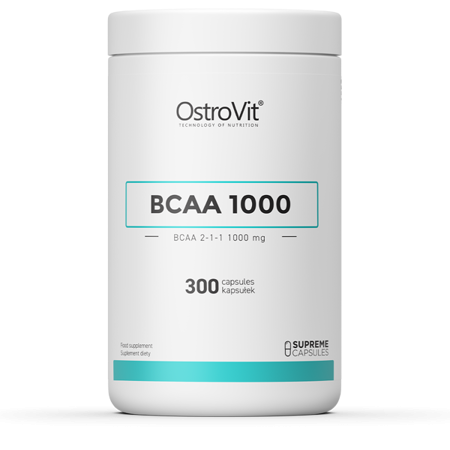 OstroVit®
TECHNOLOGY OF NUTRITION
BCAA 1000
BCAA 2-1-1 1000 mg
300 capsules
kapsułek
Food supplement
Suplement diety
SUPREME
CAPSULES